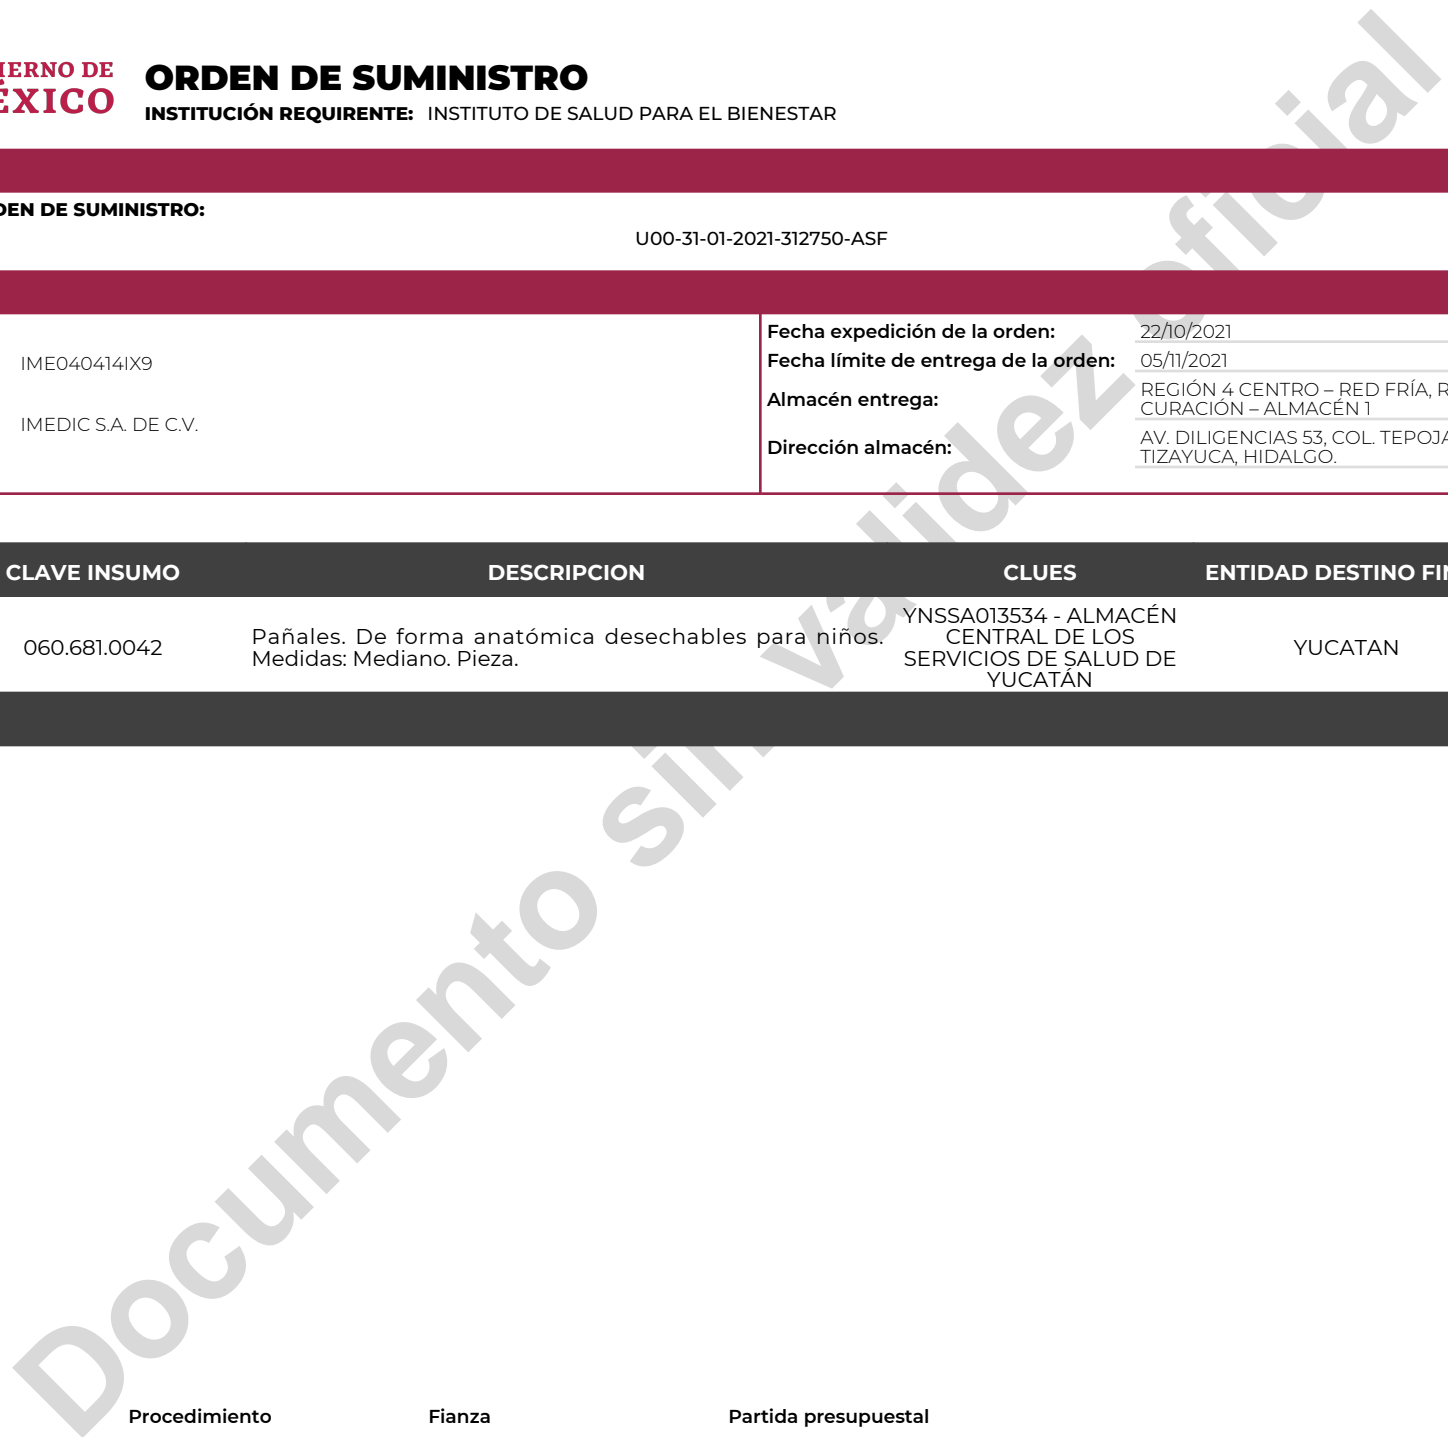 IERNO DE
ÉXICO
ORDEN DE SUMINISTRO
INSTITUCIÓN REQUIRENTE: INSTITUTO DE SALUD PARA EL BIENESTAR
DEN DE SUMINISTRO:
U00-31-01-2021-312750-ASF
IME040414IX9
IMEDIC S.A. DE C.V.
Fecha expedición de la orden: 22/10/2021
Fecha límite de entrega de la orden: 05/11/2021
Almacén entrega: REGIÓN 4 CENTRO – RED FRÍA, R
CURACIÓN – ALMACÉN 1
Dirección almacén: AV. DILIGENCIAS 53, COL. TEPOJA
TIZAYUCA, HIDALGO.
CLAVE INSUMO DESCRIPCION CLUES ENTIDAD DESTINO FIN
060.681.0042
Pañales. De forma anatómica desechables para niños.
Medidas: Mediano. Pieza.
YNSSA013534 - ALMACÉN
CENTRAL DE LOS
SERVICIOS DE SALUD DE
YUCATÁN
YUCATAN
Documento sin validez oficial
Procedimiento Fianza Partida presupuestal